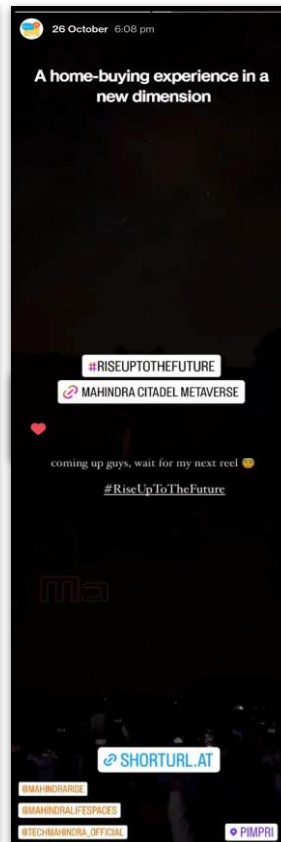 26 October 6:08 pm
A home-buying experience in a
new dimension
#RISEUPTOTHEFUTURE
MAHINDRA CITADEL METAVERSE
coming up guys, wait for my next reel
#RiseUpToTheFuture
Ma
SHORTURL.AT
@MAHINDRARISE
@MAHINDRALIFESPACES
@TECHMAHINDRA_OFFICIAL
PIMPRI